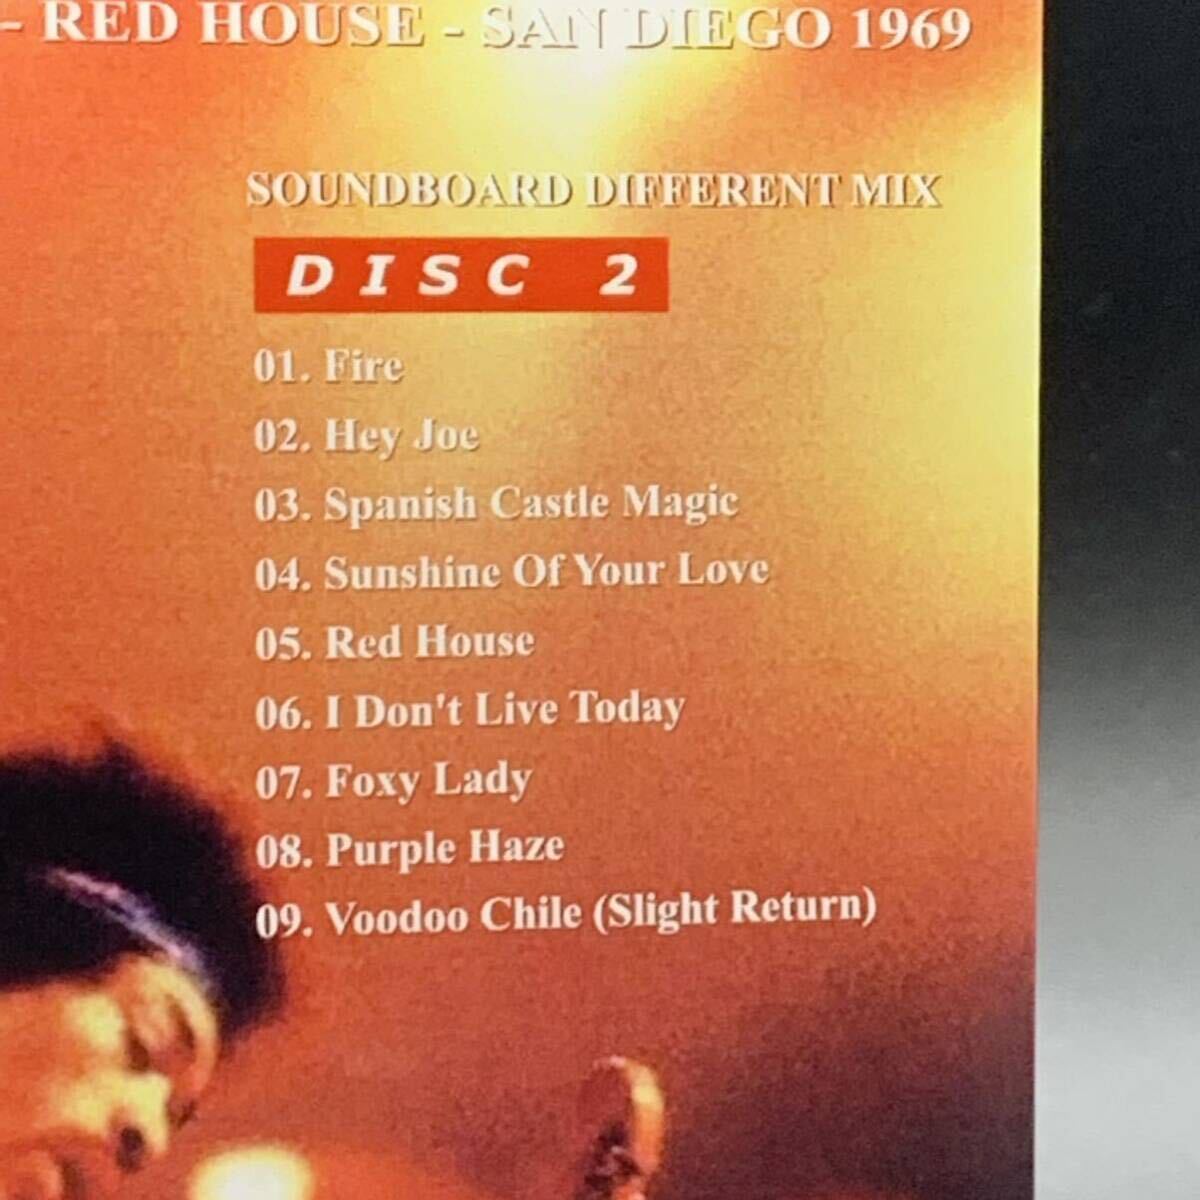 - RED HOUSE - SAN DIEGO 1969
SOUNDBOARD DIFFERENT MIX
DISC 2
01. Fire
02. Hey Joe
03. Spanish Castle Magic
04. Sunshine Of Your Love
05. Red House
06. I Don't Live Today
07. Foxy Lady
08. Purple Haze
09. Voodoo Chile (Slight Return)